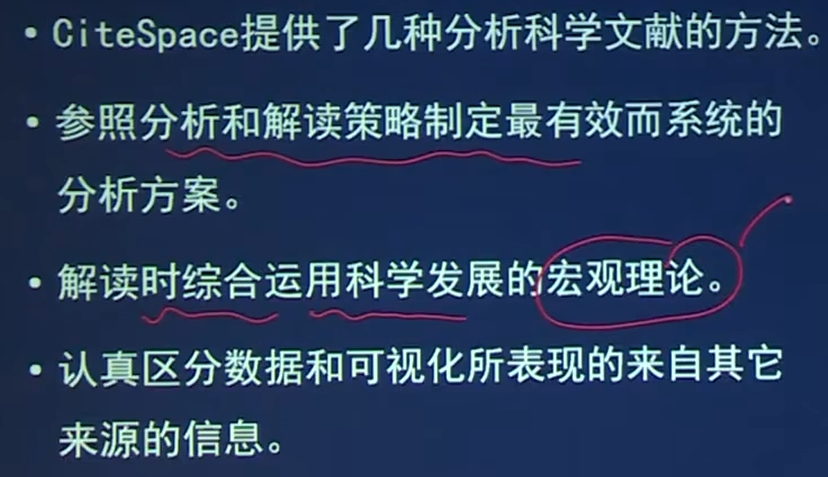 • CiteSpace提供了几种分析科学文献的方法。
• 参照分析和解读策略制定最有效而系统的
分析方案。
• 解读时综合运用科学发展的宏观理论。
• 认真区分数据和可视化所表现的来自其它
来源的信息。